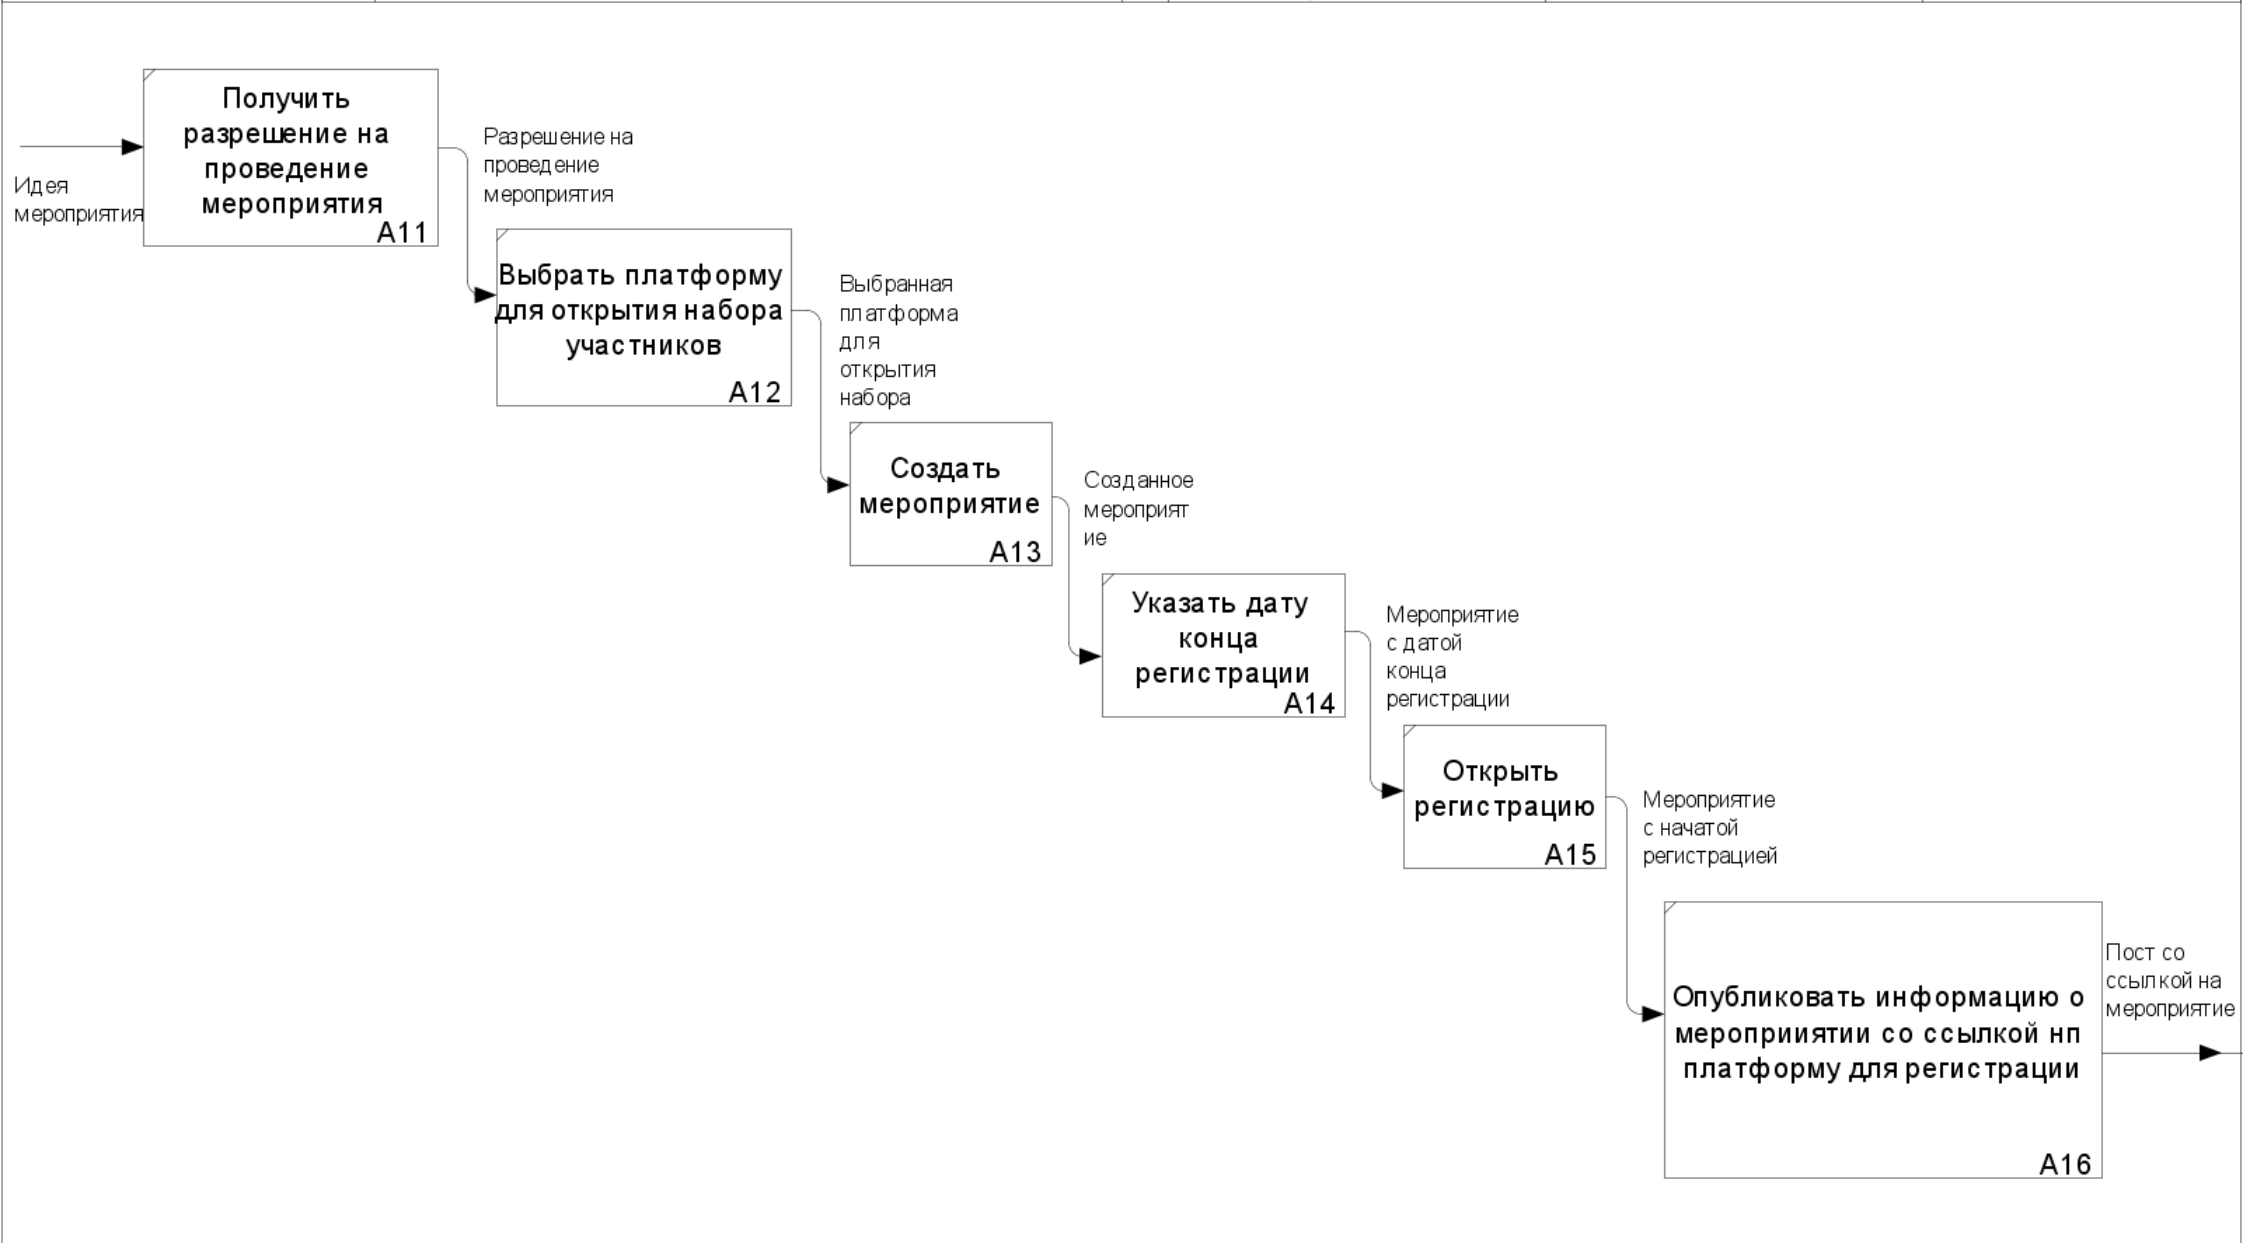 Идея
мероприятия
Получить
разрешение на
проведение
мероприятия
A11
Разрешение на
проведение
мероприятия
Выбрать платформу
для открытия набора
участников
A12
Выбранная
платформа
для
открытия
набора
Создать
мероприятие
A13
Созданное
мероприят
ие
Указать дату
конца
регистрации
A14
Мероприятие
с датой
конца
регистрации
Открыть
регистрацию
A15
Мероприятие
с начатой
регистрацией
Опубликовать информацию о
мероприиятии со ссылкой нп
платформу для регистрации
A16
Пост со
ссылкой на
мероприятие